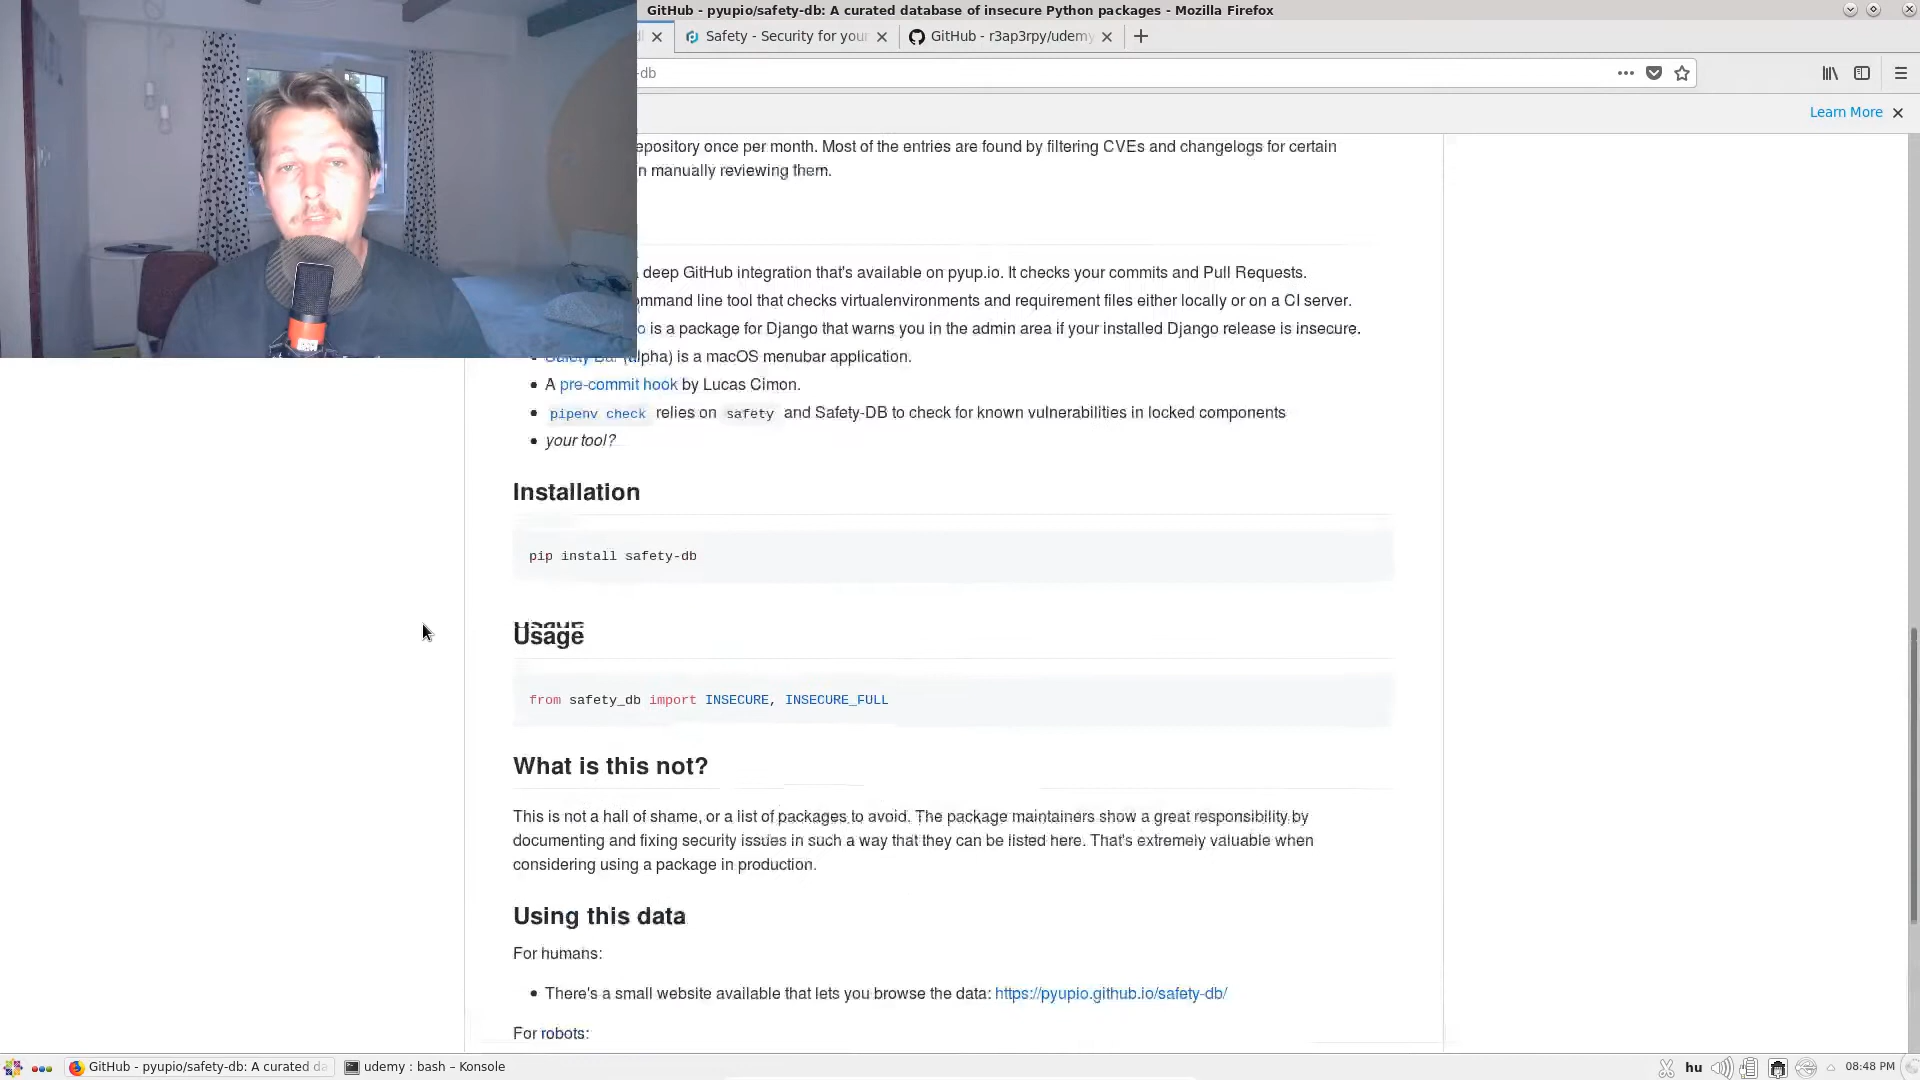 GitHub - pyupio/safety-db: A curated database of insecure Python packages - Mozilla Firefox
Safety - Security for your
GitHub - r3ap3rpy/udemy
-db
Learn More
epository once per month. Most of the entries are found by filtering CVEs and changelogs for certain
n manually reviewing them.
deep GitHub integration that's available on pyup.io. It checks your commits and Pull Requests.
ommand line tool that checks virtualenvironments and requirement files either locally or on a CI server.
o is a package for Django that warns you in the admin area if your installed Django release is insecure.
Safety Bar (alpha) is a macOS menubar application.
A pre-commit hook by Lucas Cimon.
pipenv check relies on safety and Safety-DB to check for known vulnerabilities in locked components
your tool?
Installation
pip install safety-db
Usage
from safety_db import INSECURE, INSECURE_FULL
What is this not?
This is not a hall of shame, or a list of packages to avoid. The package maintainers show a great responsibility by
documenting and fixing security issues in such a way that they can be listed here. That's extremely valuable when
considering using a package in production.
Using this data
For humans:
There's a small website available that lets you browse the data: https://pyupio.github.io/safety-db/
For robots:
GitHub - pyupio/safety-db: A curated da
udemy : bash – Konsole
hu
08:48 PM